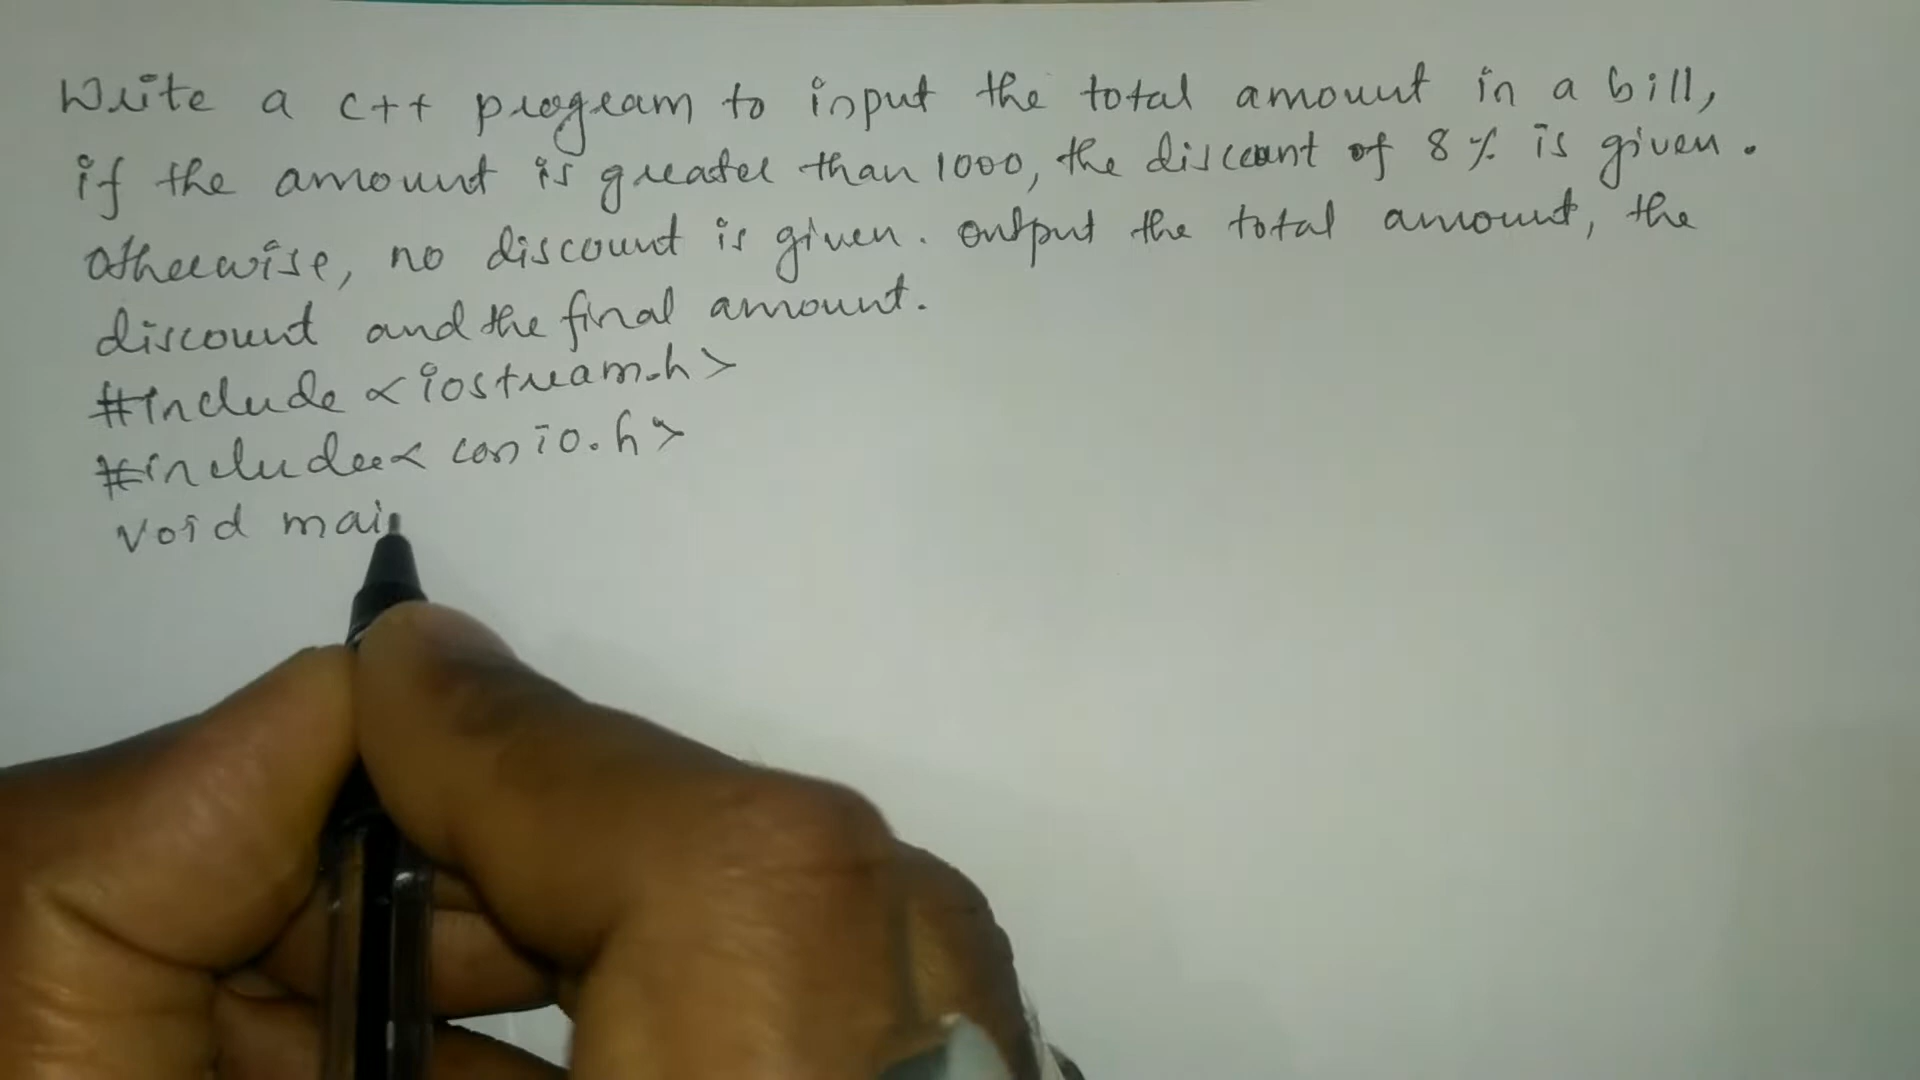 Write a c++ program to input the total amount in a bill,
if the amount is greater than 1000, the discount of 8% is given.
Otherwise, no discount is given. output the total amount, the
discount and the final amount.
#include <iostream.h>
#include< conio.h>
void mai